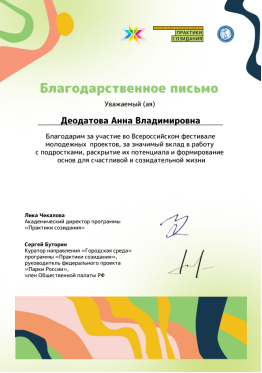 ПРАКТИКИ
СОЗИДАНИЯ
Благодарственное письмо
Уважаемый (ая)
Деодатова Анна Владимировна
Благодарим за участие во Всероссийском фестивале
молодежных проектов, за значимый вклад в работу
с подростками, раскрытие их потенциала и формирование
основ для счастливой и созидательной жизни
Лика Чекалова
Академический директор программы
«Практики созидания»
Сергей Буторин
Куратор направления «Городская среда»
программы «Практики созидания»,
руководитель федерального проекта
«Парки России»,
член Общественной палаты РФ